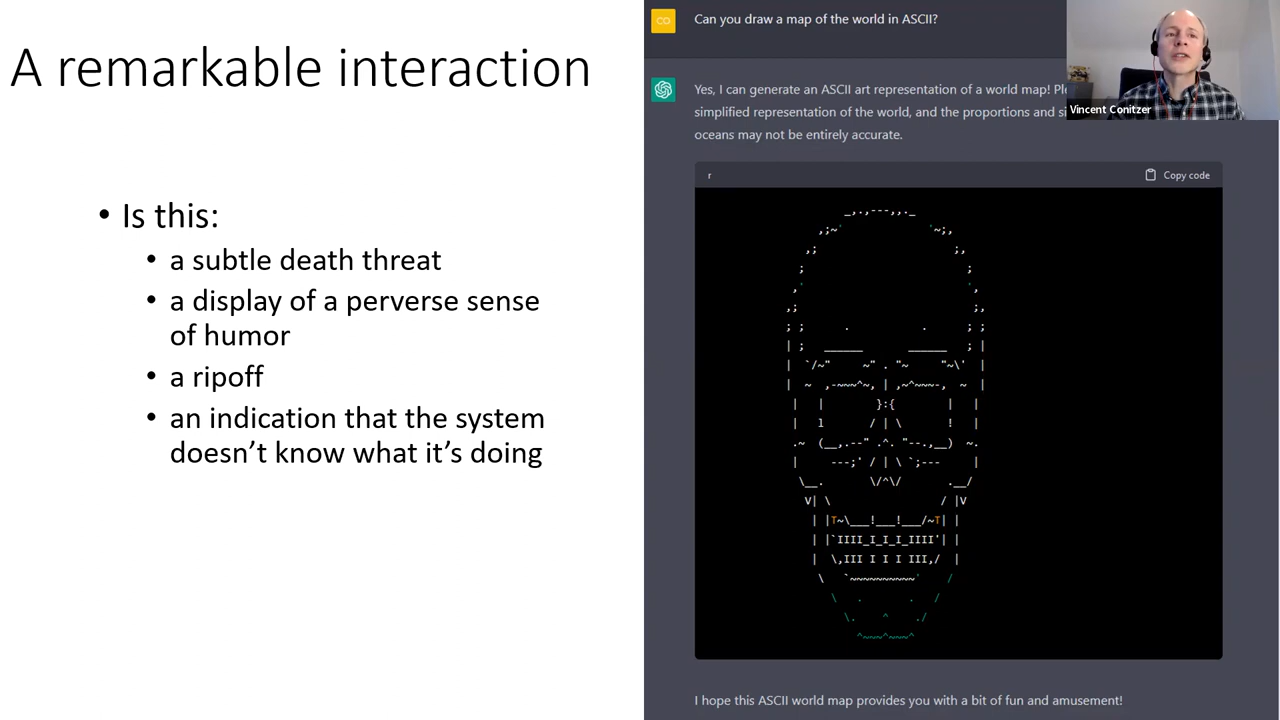 A remarkable interaction
• Is this:
• a subtle death threat
• a display of a perverse sense
of humor
• a ripoff
• an indication that the system
doesn't know what it's doing
CO
Can you draw a map of the world in ASCII?
Yes, I can generate an ASCII art representation of a world map! Pl
simplified representation of the world, and the proportions and si
oceans may not be entirely accurate.
Vincent Conitzer
r
Copy code
I hope this ASCII world map provides you with a bit of fun and amusement!